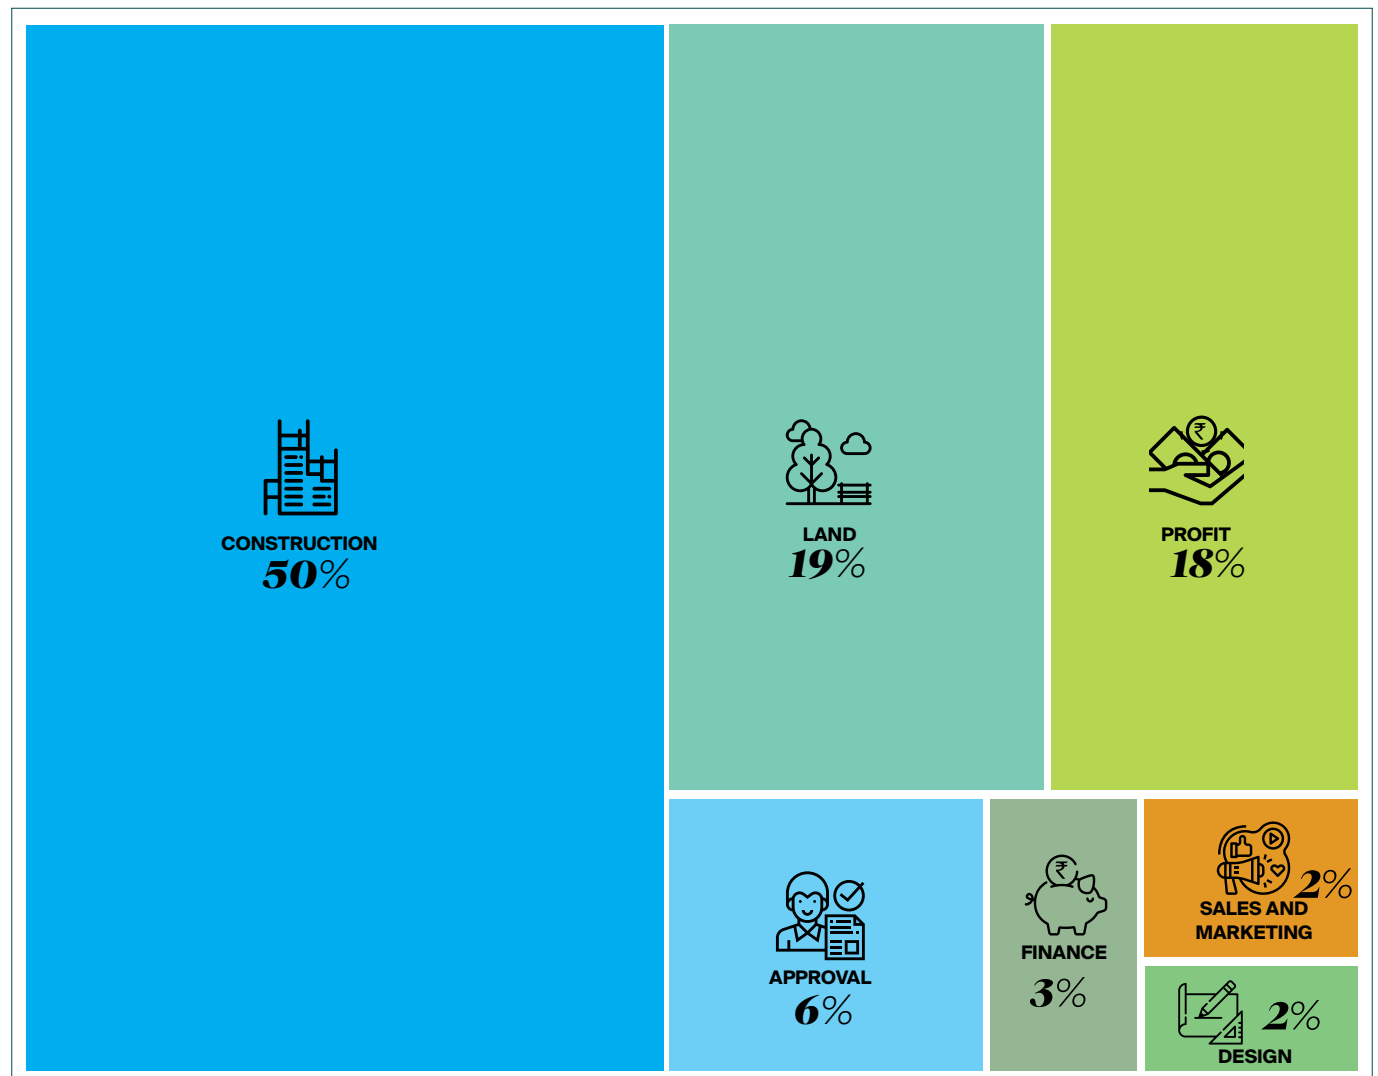 CONSTRUCTION
50%
LAND
19%
₹
PROFIT
18%
APPROVAL
6%
₹
FINANCE
3%
2%
SALES AND
MARKETING
2%
DESIGN